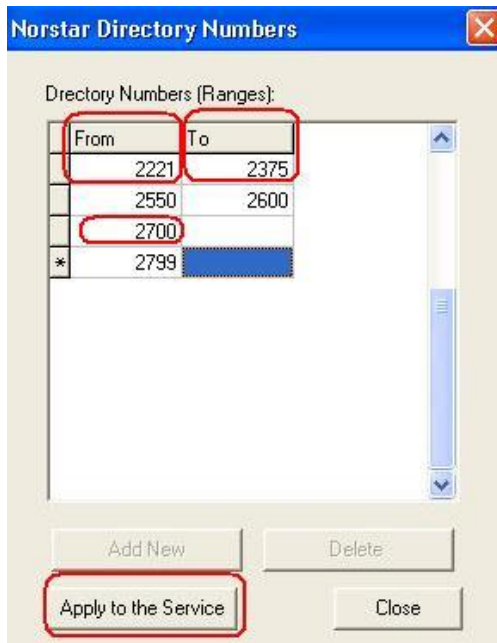 Norstar Directory Numbers
Drectory Numbers (Ranges):
From To
2221 2375
2550 2600
2700
* 2799
Add New Delete
Apply to the Service Close